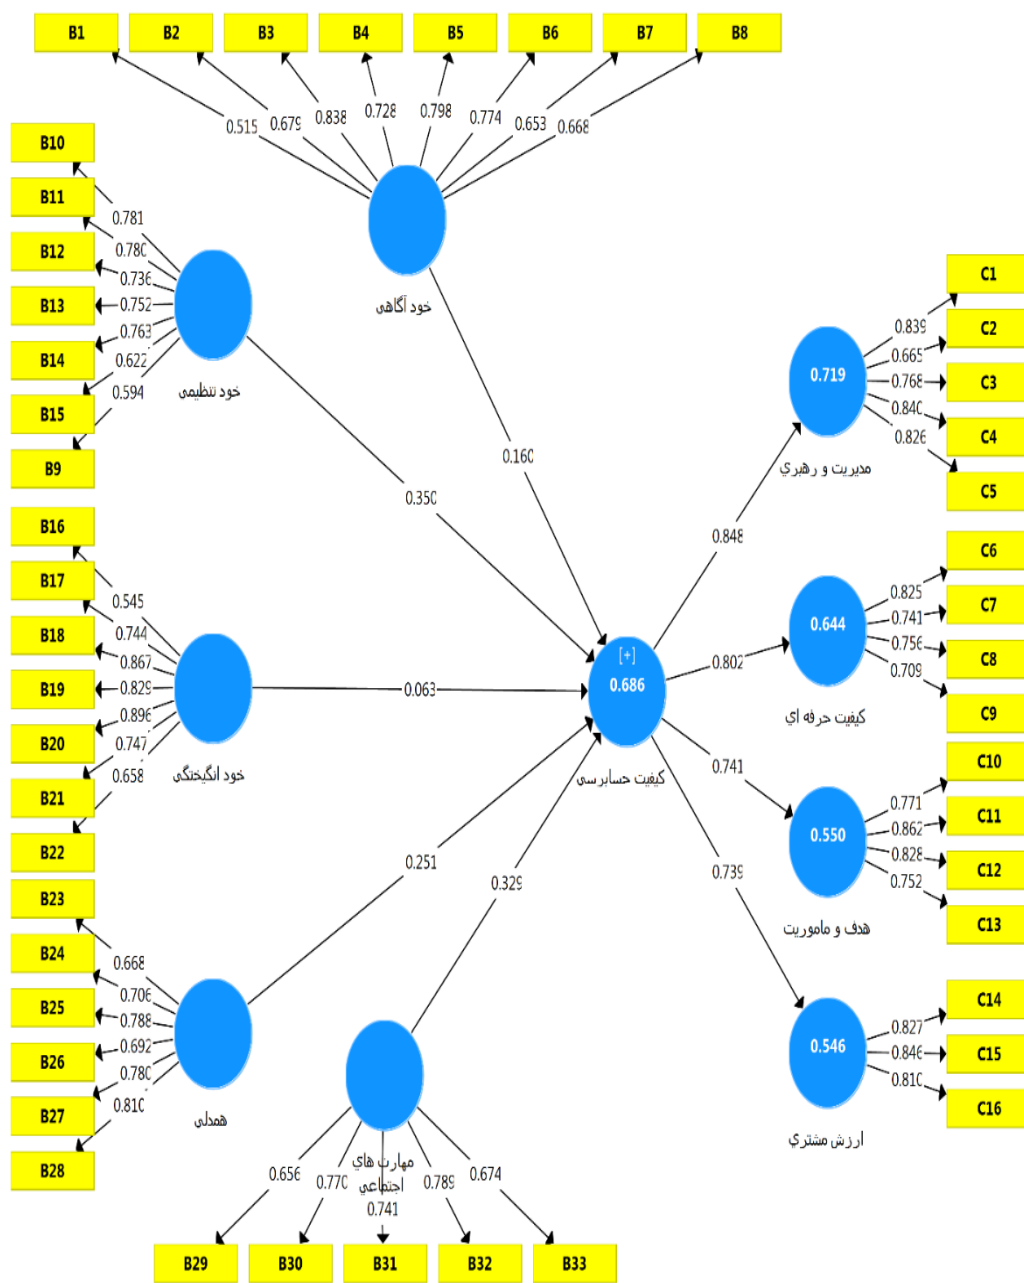 B1 B2 B3 B4 B5 B6 B7 B8
0.515 0.679 0.838 0.728 0.798 0.774 0.653 0.668
خود آگاهی
B10
B11
B12
B13
B14
B15
B9
0.781
0.780
0.736
0.752
0.763
0.622
0.594
خود تنظیمی
B16
B17
B18
B19
B20
B21
B22
0.545
0.744
0.867
0.829
0.896
0.747
0.658
خود انگیختگی
B23
B24
B25
B26
B27
B28
0.668
0.706
0.788
0.692
0.780
0.810
همدلی
مهارت هاي
اجتماعي
0.656 0.770 0.741 0.789 0.674
B29 B30 B31 B32 B33
0.160
0.350
0.063
0.251
0.329
[+]
0.686
کیفیت حسابرسی
0.848
0.802
0.741
0.739
0.719
مدیریت و رهبري
0.839
0.665
0.768
0.840
0.826
C1
C2
C3
C4
C5
0.644
کیفیت حرفه اي
0.825
0.741
0.756
0.709
C6
C7
C8
C9
0.550
هدف و ماموریت
0.771
0.862
0.828
0.752
C10
C11
C12
C13
0.546
ارزش مشتري
0.827
0.846
0.810
C14
C15
C16